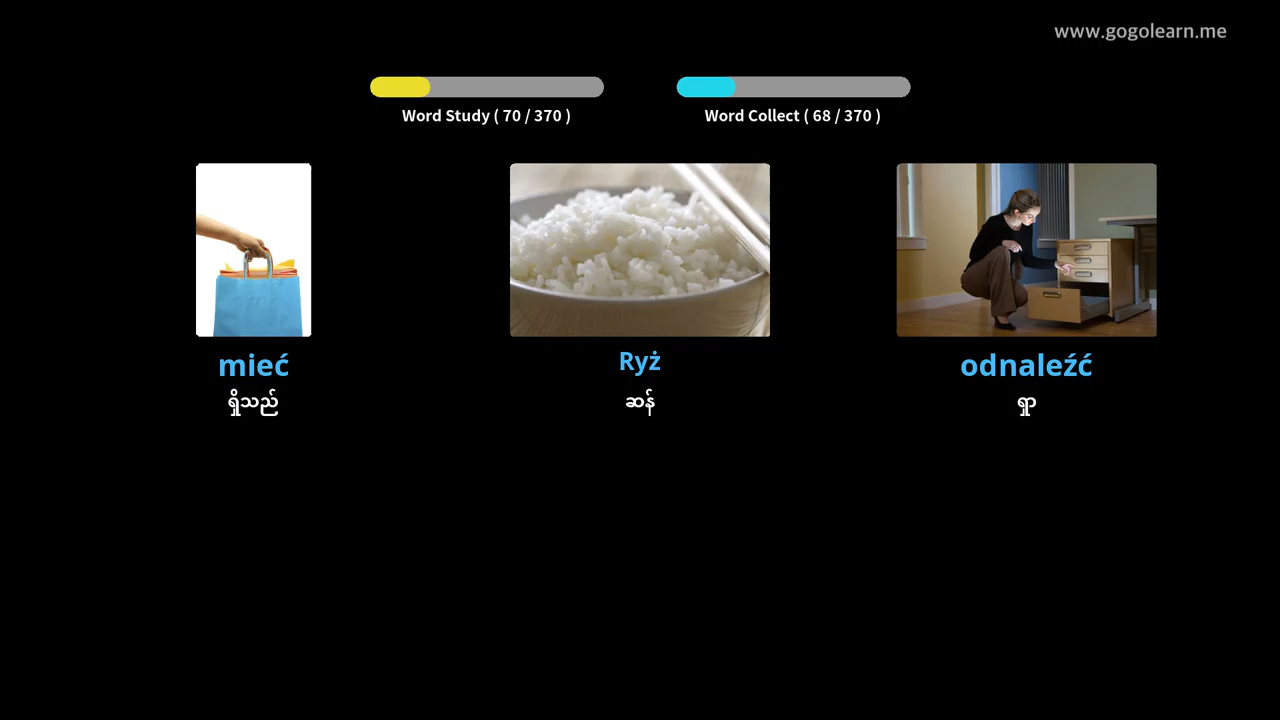 www.gogolearn.me
Word Study ( 70 / 370 )
Word Collect ( 68 / 370 )
mieć
Ryż
odnaleźć
ရှိသည်
ဆန်
ရှာ